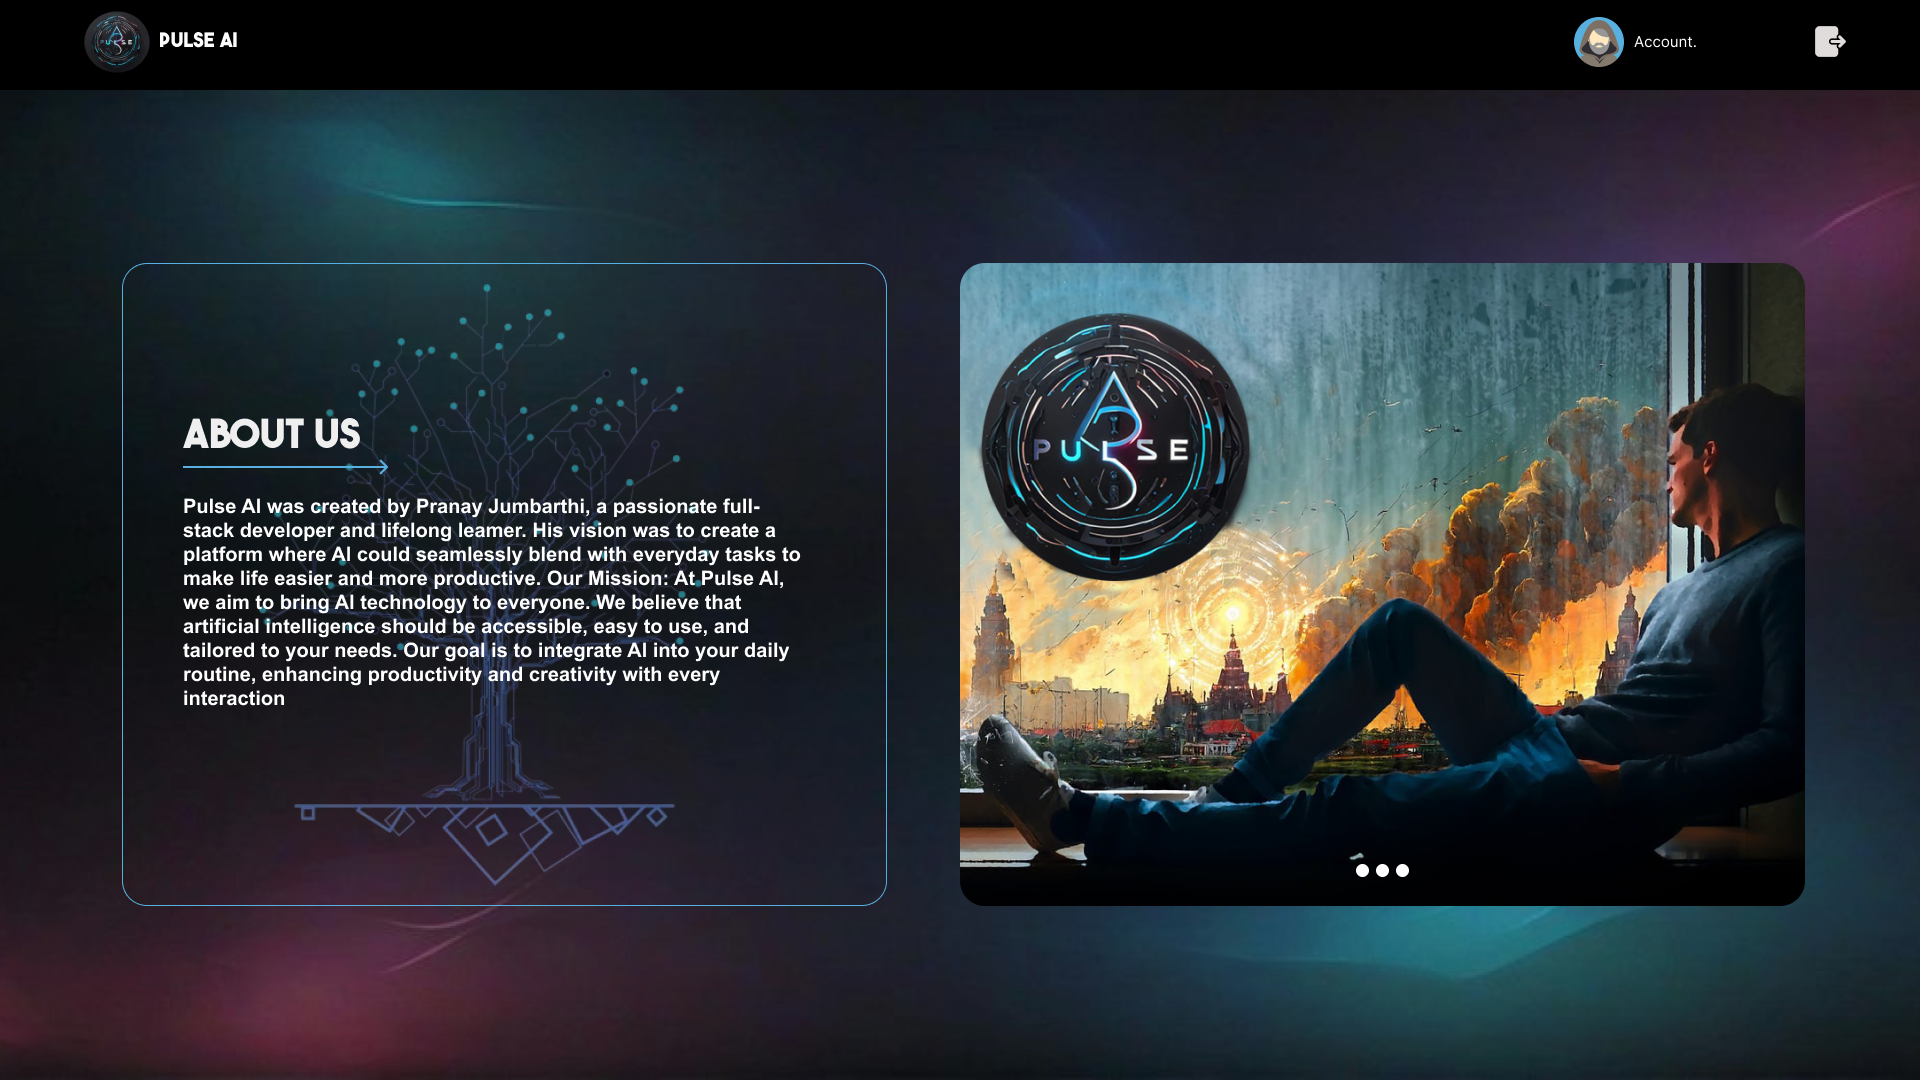 PULSE AI
Account.
ABOUT US
Pulse AI was created by Pranay Jumbarthi, a passionate full-
stack developer and lifelong learner. His vision was to create a
platform where AI could seamlessly blend with everyday tasks to
make life easier and more productive. Our Mission: At Pulse AI,
we aim to bring AI technology to everyone. We believe that
artificial intelligence should be accessible, easy to use, and
tailored to your needs. Our goal is to integrate AI into your daily
routine, enhancing productivity and creativity with every
interaction
PULSE